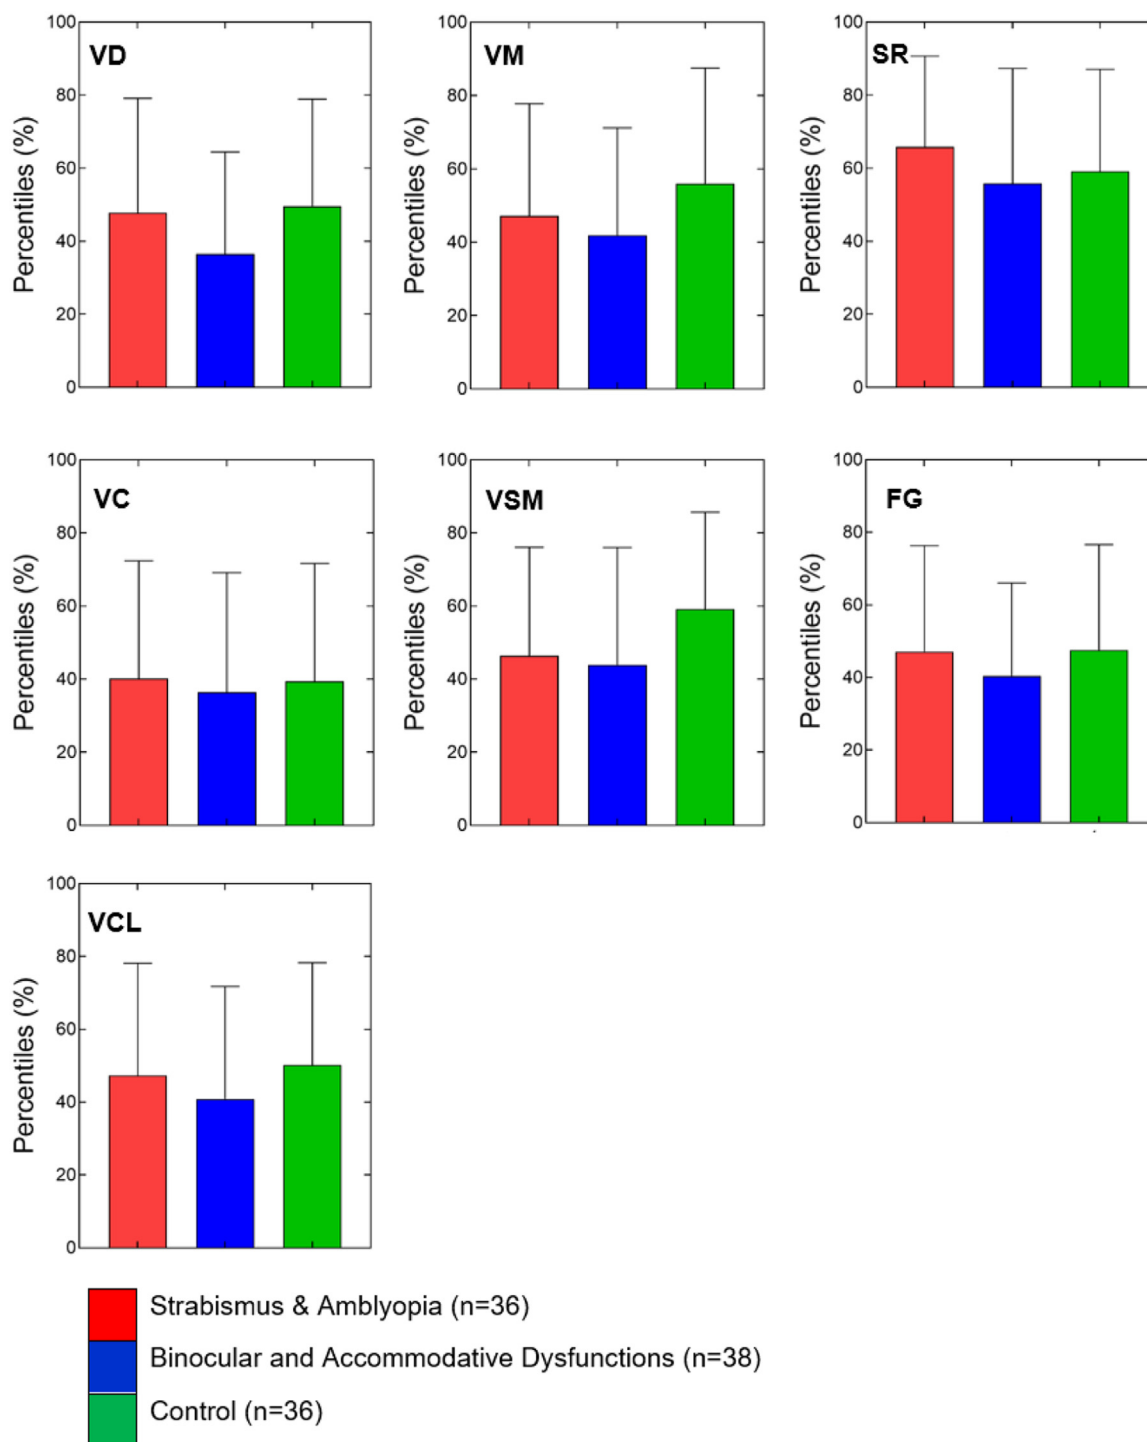 VD
Percentiles (%)
100
80
60
40
20
0
VM
Percentiles (%)
100
80
60
40
20
0
SR
Percentiles (%)
100
80
60
40
20
0
VC
Percentiles (%)
100
80
60
40
20
0
VSM
Percentiles (%)
100
80
60
40
20
0
FG
Percentiles (%)
100
80
60
40
20
0
VCL
Percentiles (%)
100
80
60
40
20
0
Strabismus & Amblyopia (n=36)
Binocular and Accommodative Dysfunctions (n=38)
Control (n=36)